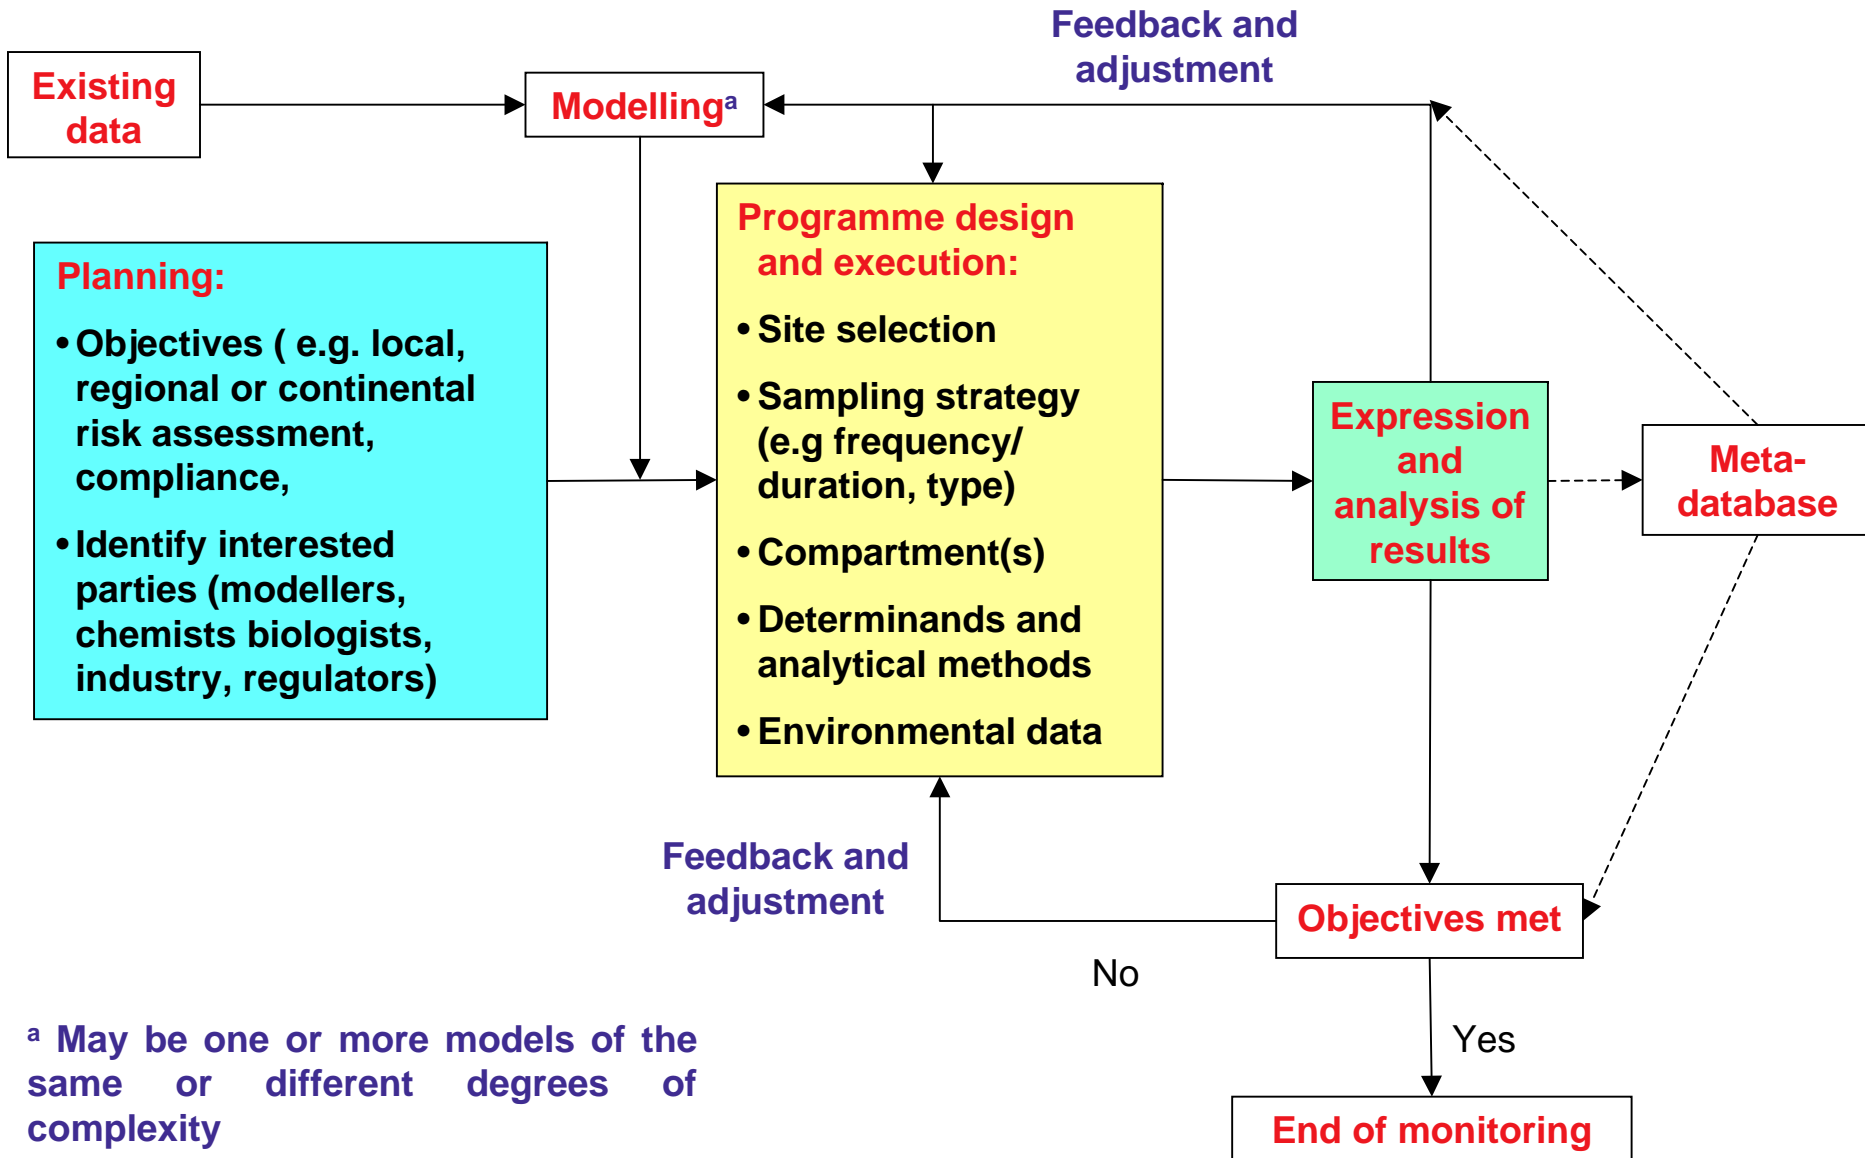 Feedback and
adjustment
Existing
data
Modellingᵃ
Planning:
• Objectives ( e.g. local,
regional or continental
risk assessment,
compliance,
• Identify interested
parties (modellers,
chemists biologists,
industry, regulators)
Programme design
and execution:
• Site selection
• Sampling strategy
(e.g frequency/
duration, type)
• Compartment(s)
• Determinands and
analytical methods
• Environmental data
Expression
and
analysis of
results
Meta-
database
Feedback and
adjustment
Objectives met
No
Yes
End of monitoring
ᵃ May be one or more models of the
same or different degrees of
complexity